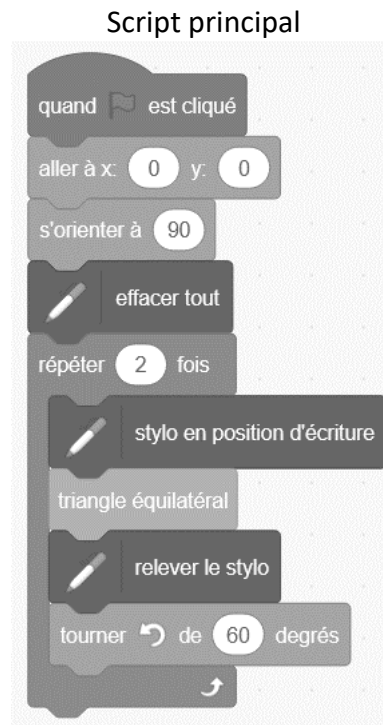 Script principal
quand est cliqué
aller à x: 0 y: 0
s'orienter à 90
effacer tout
répéter 2 fois
stylo en position d'écriture
triangle équilatéral
relever le stylo
tourner de 60 degrés